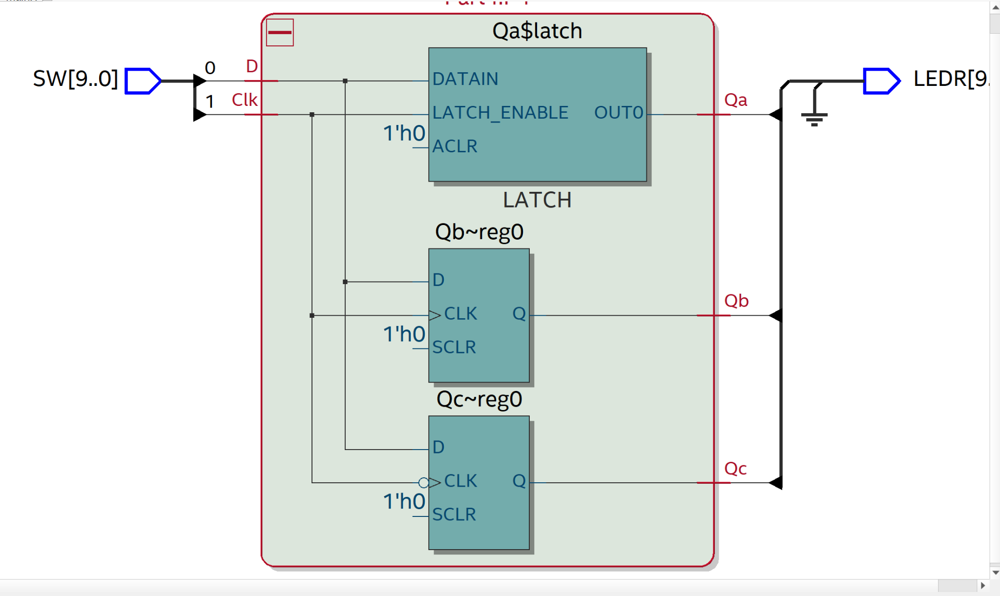 Qa$latch
SW[9..0]
0
D
DATAIN
LEDR[9.
1
Clk
LATCH_ENABLE
OUT0
Qa
1'h0
ACLR
LATCH
Qb~reg0
D
CLK
Q
Qb
1'h0
SCLR
Qc~reg0
D
CLK
Q
Qc
1'h0
SCLR